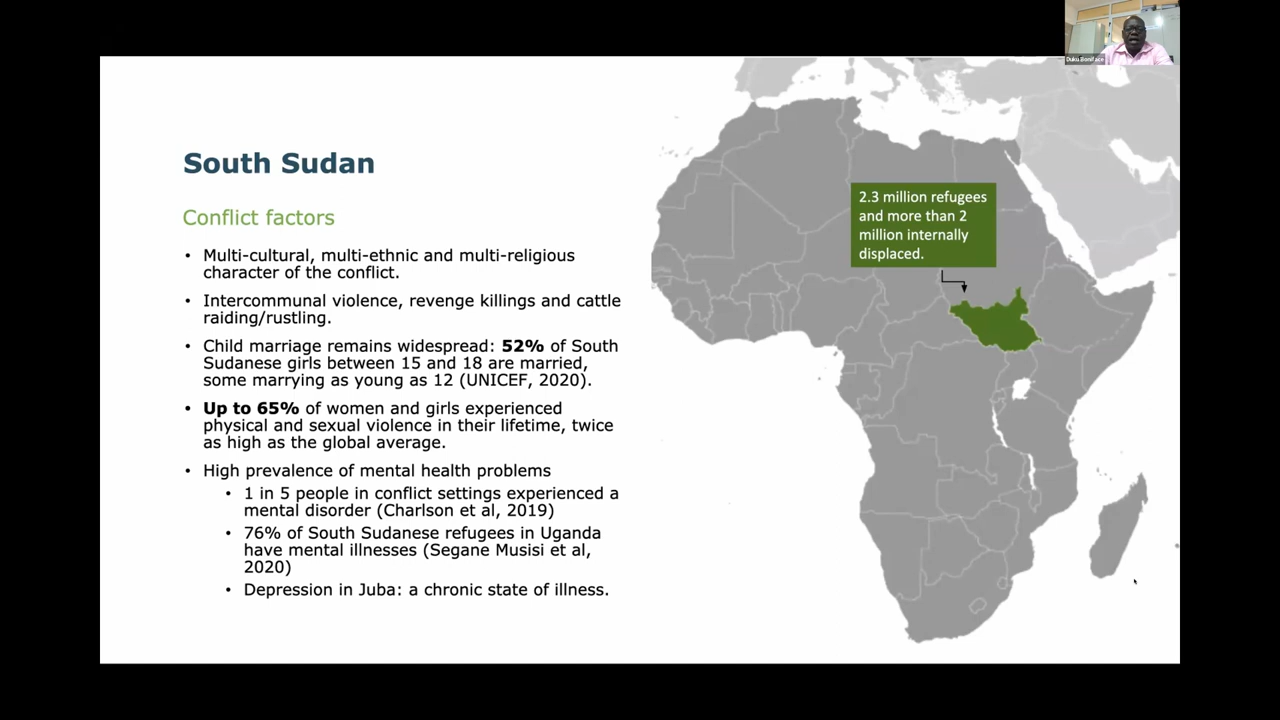 Duku Boniface
South Sudan
Conflict factors
• Multi-cultural, multi-ethnic and multi-religious
character of the conflict.
• Intercommunal violence, revenge killings and cattle
raiding/rustling.
• Child marriage remains widespread: 52% of South
Sudanese girls between 15 and 18 are married,
some marrying as young as 12 (UNICEF, 2020).
• Up to 65% of women and girls experienced
physical and sexual violence in their lifetime, twice
as high as the global average.
• High prevalence of mental health problems
• 1 in 5 people in conflict settings experienced a
mental disorder (Charlson et al, 2019)
• 76% of South Sudanese refugees in Uganda
have mental illnesses (Segane Musisi et al,
2020)
• Depression in Juba: a chronic state of illness.
2.3 million refugees
and more than 2
million internally
displaced.